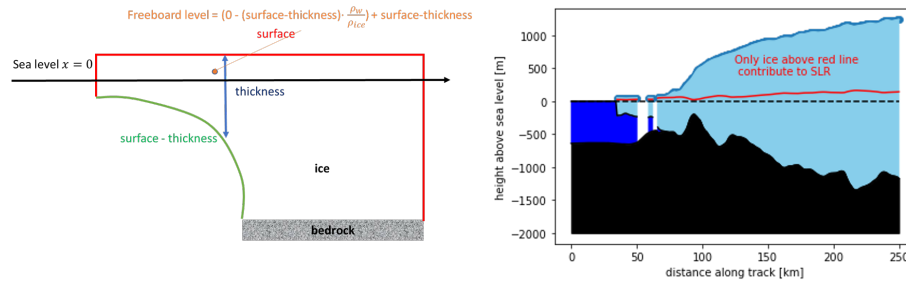 Freeboard level = (0 - (surface-thickness)· ρ_w/ρ_ice) + surface-thickness
surface
Sea level x = 0
thickness
surface - thickness
ice
bedrock
height above sea level [m]
1000
500
0
−500
−1000
−1500
−2000
Only ice above red line
contribute to SLR
0 50 100 150 200 250
distance along track [km]